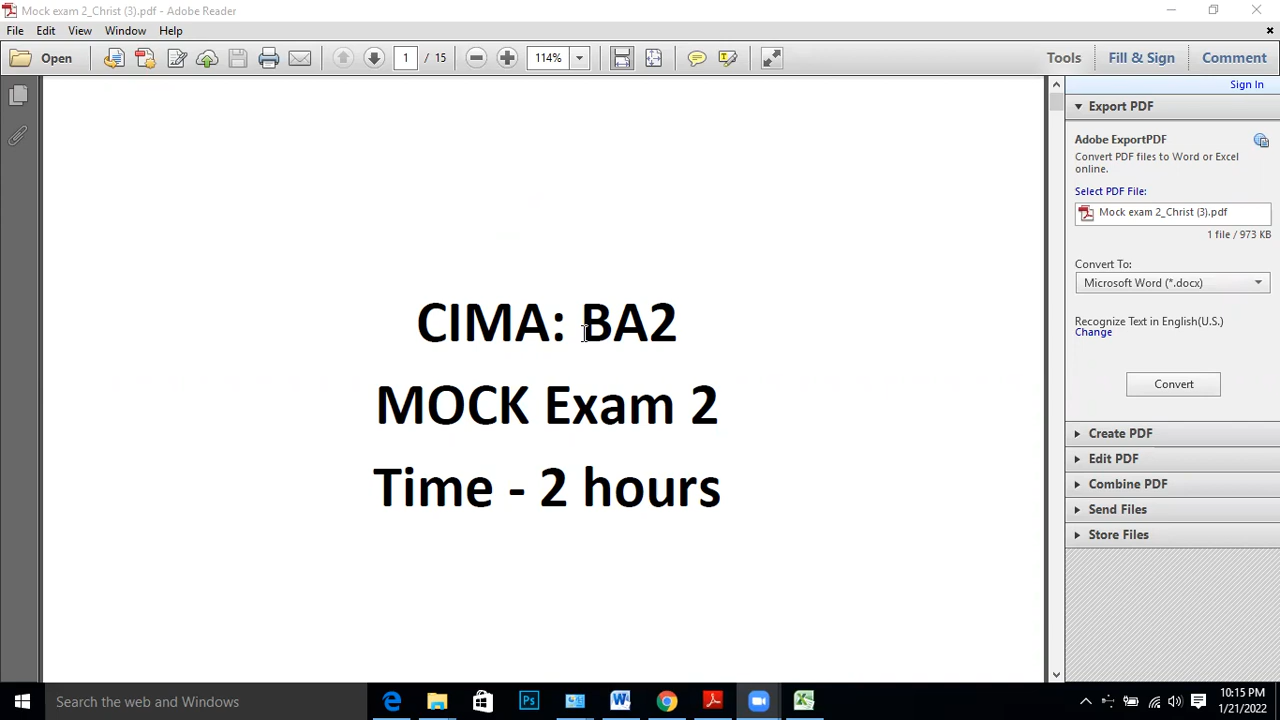 Mock exam 2_Christ (3).pdf - Adobe Reader
File Edit View Window Help
Open 1 / 15 114% Tools Fill & Sign Comment
Sign In
Export PDF
Adobe ExportPDF
Convert PDF files to Word or Excel
online.
Select PDF File:
Mock exam 2_Christ (3).pdf
1 file / 973 KB
Convert To:
Microsoft Word (*.docx)
Recognize Text in English(U.S.)
Change
Convert
Create PDF
Edit PDF
Combine PDF
Send Files
Store Files
CIMA: BA2
MOCK Exam 2
Time - 2 hours
Search the web and Windows
Ps
10:15 PM
1/21/2022